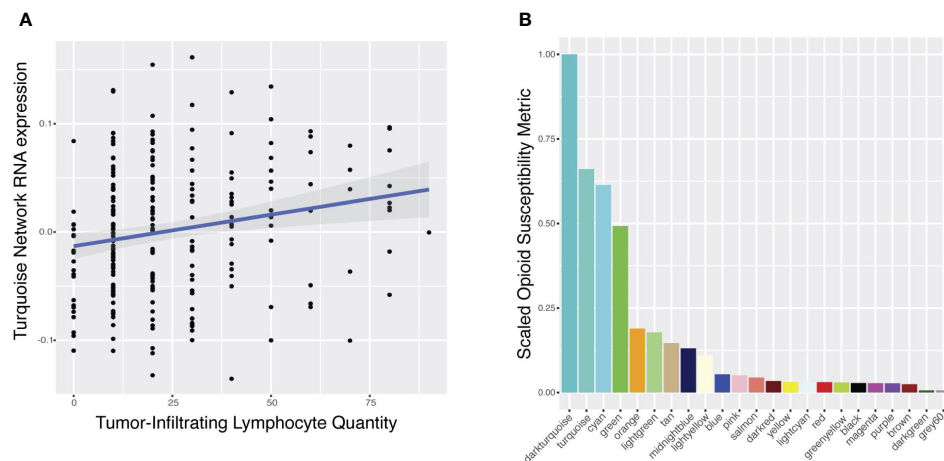 A
Turquoise Network RNA expression
0.1
0.0
-0.1
0
25
50
75
Tumor-Infiltrating Lymphocyte Quantity
B
Scaled Opioid Susceptibility Metric
1.00
0.75
0.50
0.25
0.00
darkturquoise
turquoise
cyan
green
orange
lightgreen
tan
midnightblue
lightyellow
blue
pink
salmon
darkred
yellow
lightcyan
red
greenyellow
black
magenta
purple
brown
darkgreen
grey60